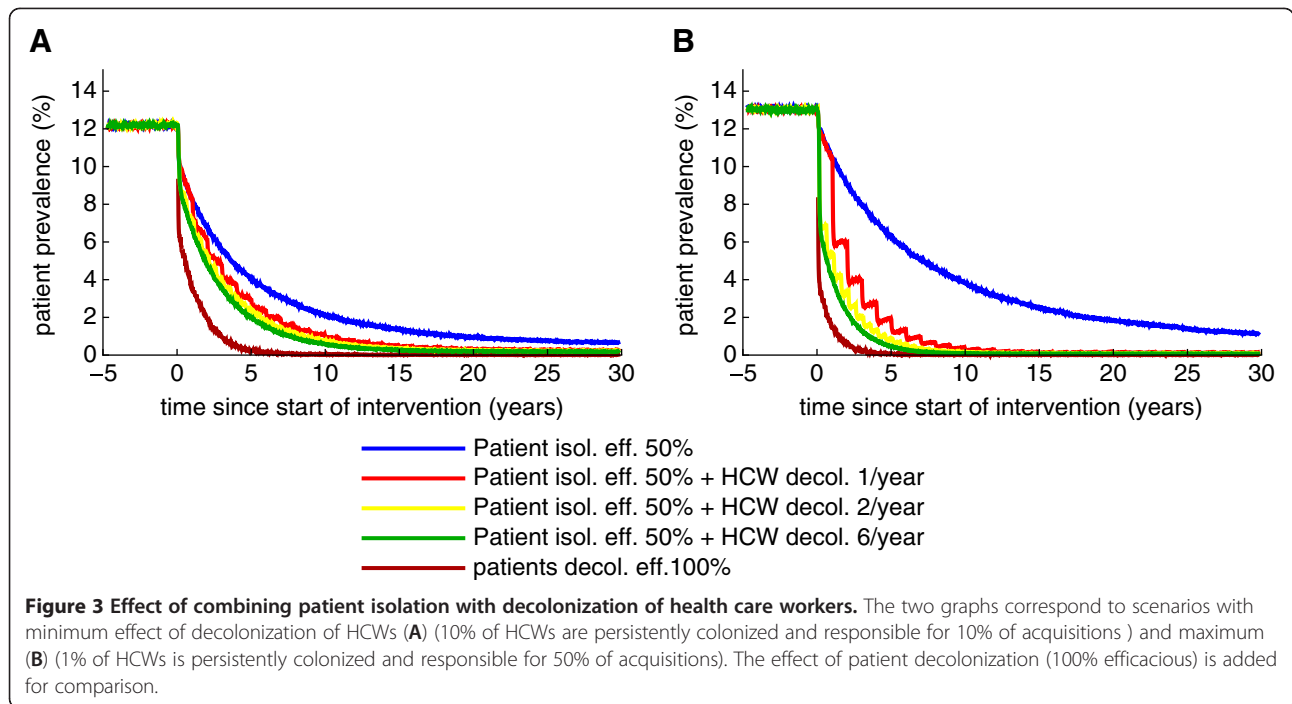 A
B
patient prevalence (%)
14
12
10
8
6
4
2
0
−5 0 5 10 15 20 25 30
time since start of intervention (years)
patient prevalence (%)
14
12
10
8
6
4
2
0
−5 0 5 10 15 20 25 30
time since start of intervention (years)
Patient isol. eff. 50%
Patient isol. eff. 50% + HCW decol. 1/year
Patient isol. eff. 50% + HCW decol. 2/year
Patient isol. eff. 50% + HCW decol. 6/year
patients decol. eff.100%
Figure 3 Effect of combining patient isolation with decolonization of health care workers. The two graphs correspond to scenarios with
minimum effect of decolonization of HCWs (A) (10% of HCWs are persistently colonized and responsible for 10% of acquisitions ) and maximum
(B) (1% of HCWs is persistently colonized and responsible for 50% of acquisitions). The effect of patient decolonization (100% efficacious) is added
for comparison.